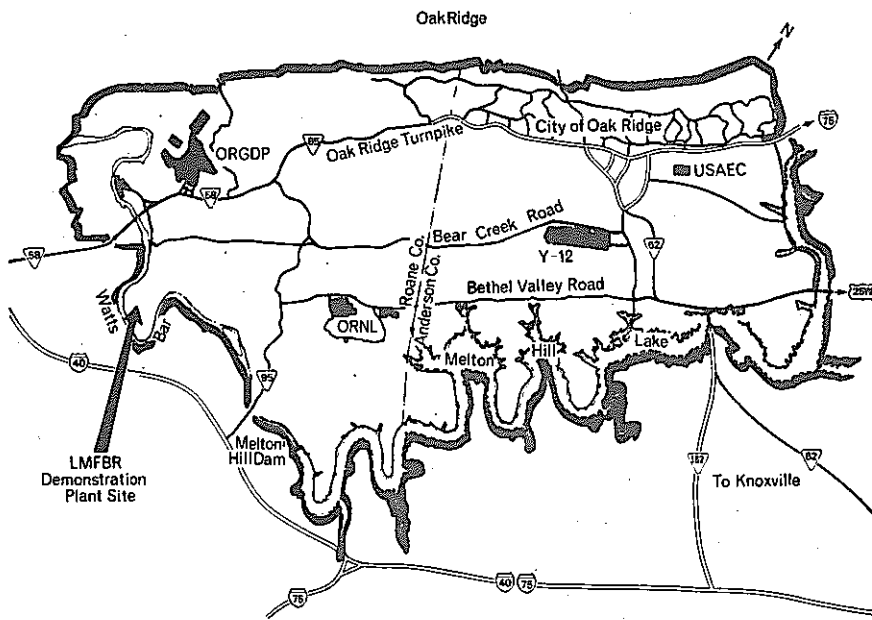 OakRidge
N
75
ORGDP
95
Oak Ridge Turnpike
City of Oak Ridge
USAEC
58
Bear Creek Road
Y-12
62
58
Roane Co.
Anderson Co.
Bethel Valley Road
Watts
Bar
ORNL
Melton
Hill
Lake
40
95
LMFBR
Demonstration
Plant Site
Melton
HillDam
162
62
To Knoxville
40
75
75